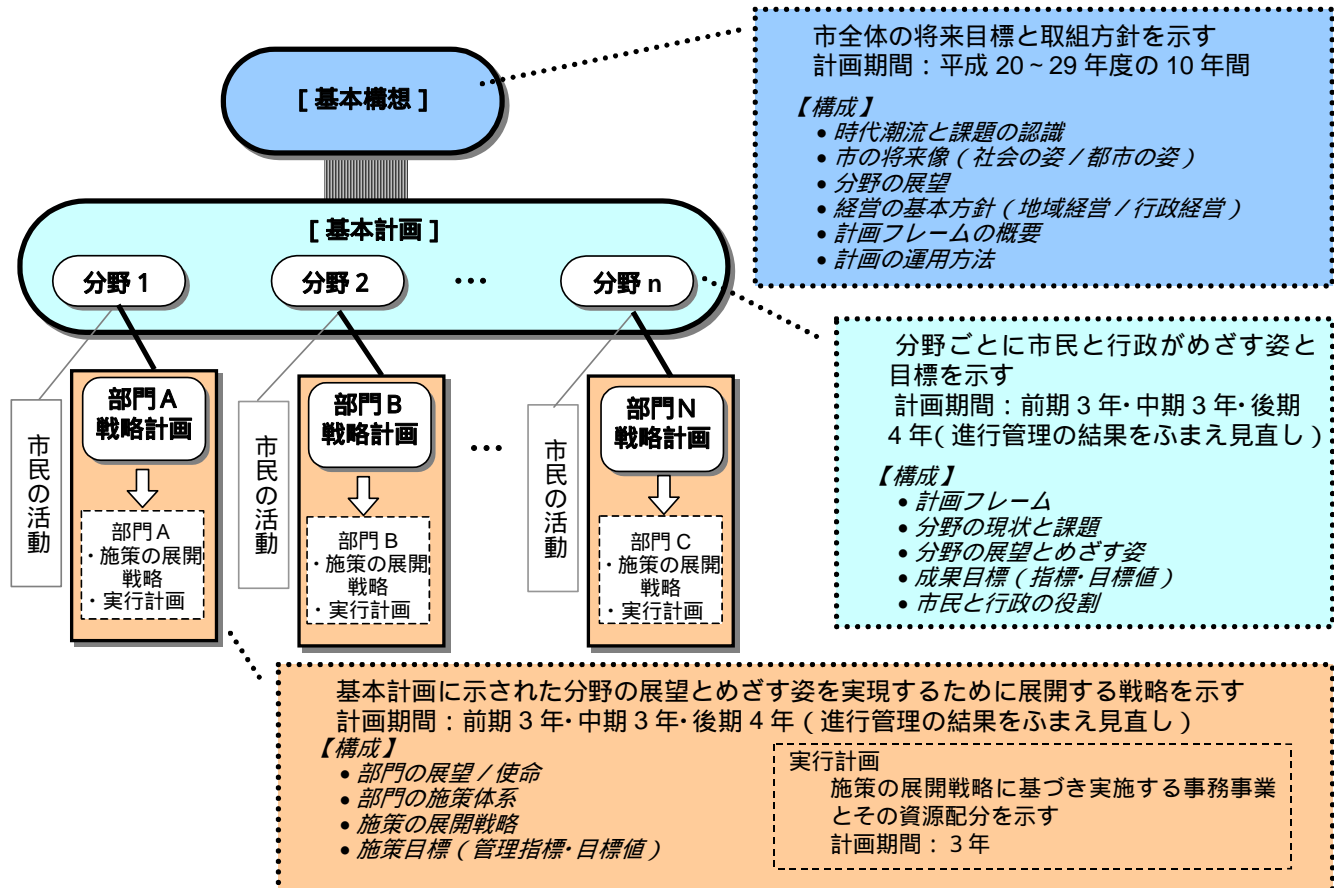 [ 基本構想 ]
市全体の将来目標と取組方針を示す
計画期間：平成 20 ~ 29 年度の 10 年間
【構成】
• 時代潮流と課題の認識
• 市の将来像（社会の姿 / 都市の姿）
• 分野の展望
• 経営の基本方針（地域経営 / 行政経営）
• 計画フレームの概要
• 計画の運用方法
[ 基本計画 ]
分野 1
分野 2
…
分野 n
分野ごとに市民と行政がめざす姿と
目標を示す
計画期間：前期 3 年・中期 3 年・後期
4 年（進行管理の結果をふまえ見直し）
【構成】
• 計画フレーム
• 分野の現状と課題
• 分野の展望とめざす姿
• 成果目標（指標・目標値）
• 市民と行政の役割
市民の活動
部門 A
戦略計画
部門 A
・施策の展開
戦略
・実行計画
市民の活動
部門 B
戦略計画
部門 B
・施策の展開
戦略
・実行計画
…
市民の活動
部門 N
戦略計画
部門 C
・施策の展開
戦略
・実行計画
基本計画に示された分野の展望とめざす姿を実現するために展開する戦略を示す
計画期間：前期 3 年・中期 3 年・後期 4 年（進行管理の結果をふまえ見直し）
【構成】
• 部門の展望 / 使命
• 部門の施策体系
• 施策の展開戦略
• 施策目標（管理指標・目標値）
実行計画
施策の展開戦略に基づき実施する事務事業
とその資源配分を示す
計画期間：３年